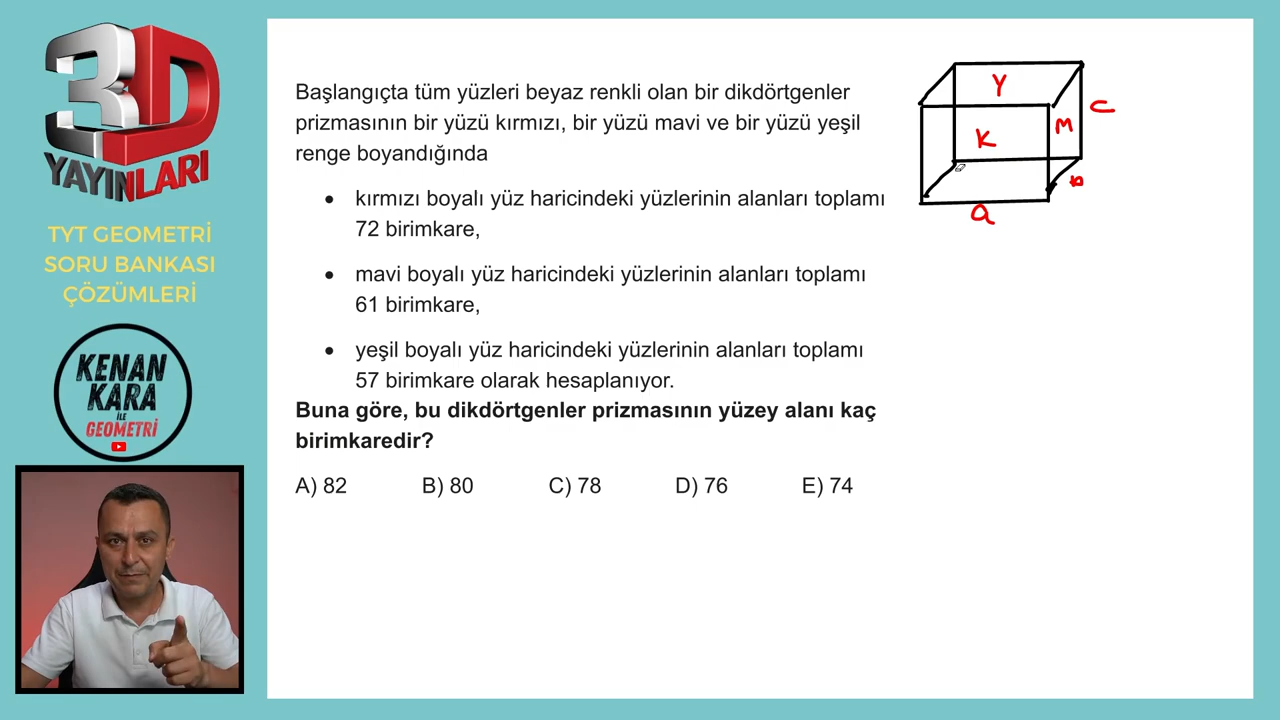 3D
YAYINLARI
TYT GEOMETRİ
SORU BANKASI
ÇÖZÜMLERİ
KENAN
KARA
İLE
GEOMETRİ
Başlangıçta tüm yüzleri beyaz renkli olan bir dikdörtgenler
prizmasının bir yüzü kırmızı, bir yüzü mavi ve bir yüzü yeşil
renge boyandığında
• kırmızı boyalı yüz haricindeki yüzlerinin alanları toplamı
72 birimkare,
• mavi boyalı yüz haricindeki yüzlerinin alanları toplamı
61 birimkare,
• yeşil boyalı yüz haricindeki yüzlerinin alanları toplamı
57 birimkare olarak hesaplanıyor.
Buna göre, bu dikdörtgenler prizmasının yüzey alanı kaç
birimkaredir?
A) 82 B) 80 C) 78 D) 76 E) 74
Y
C
M
K
b
a